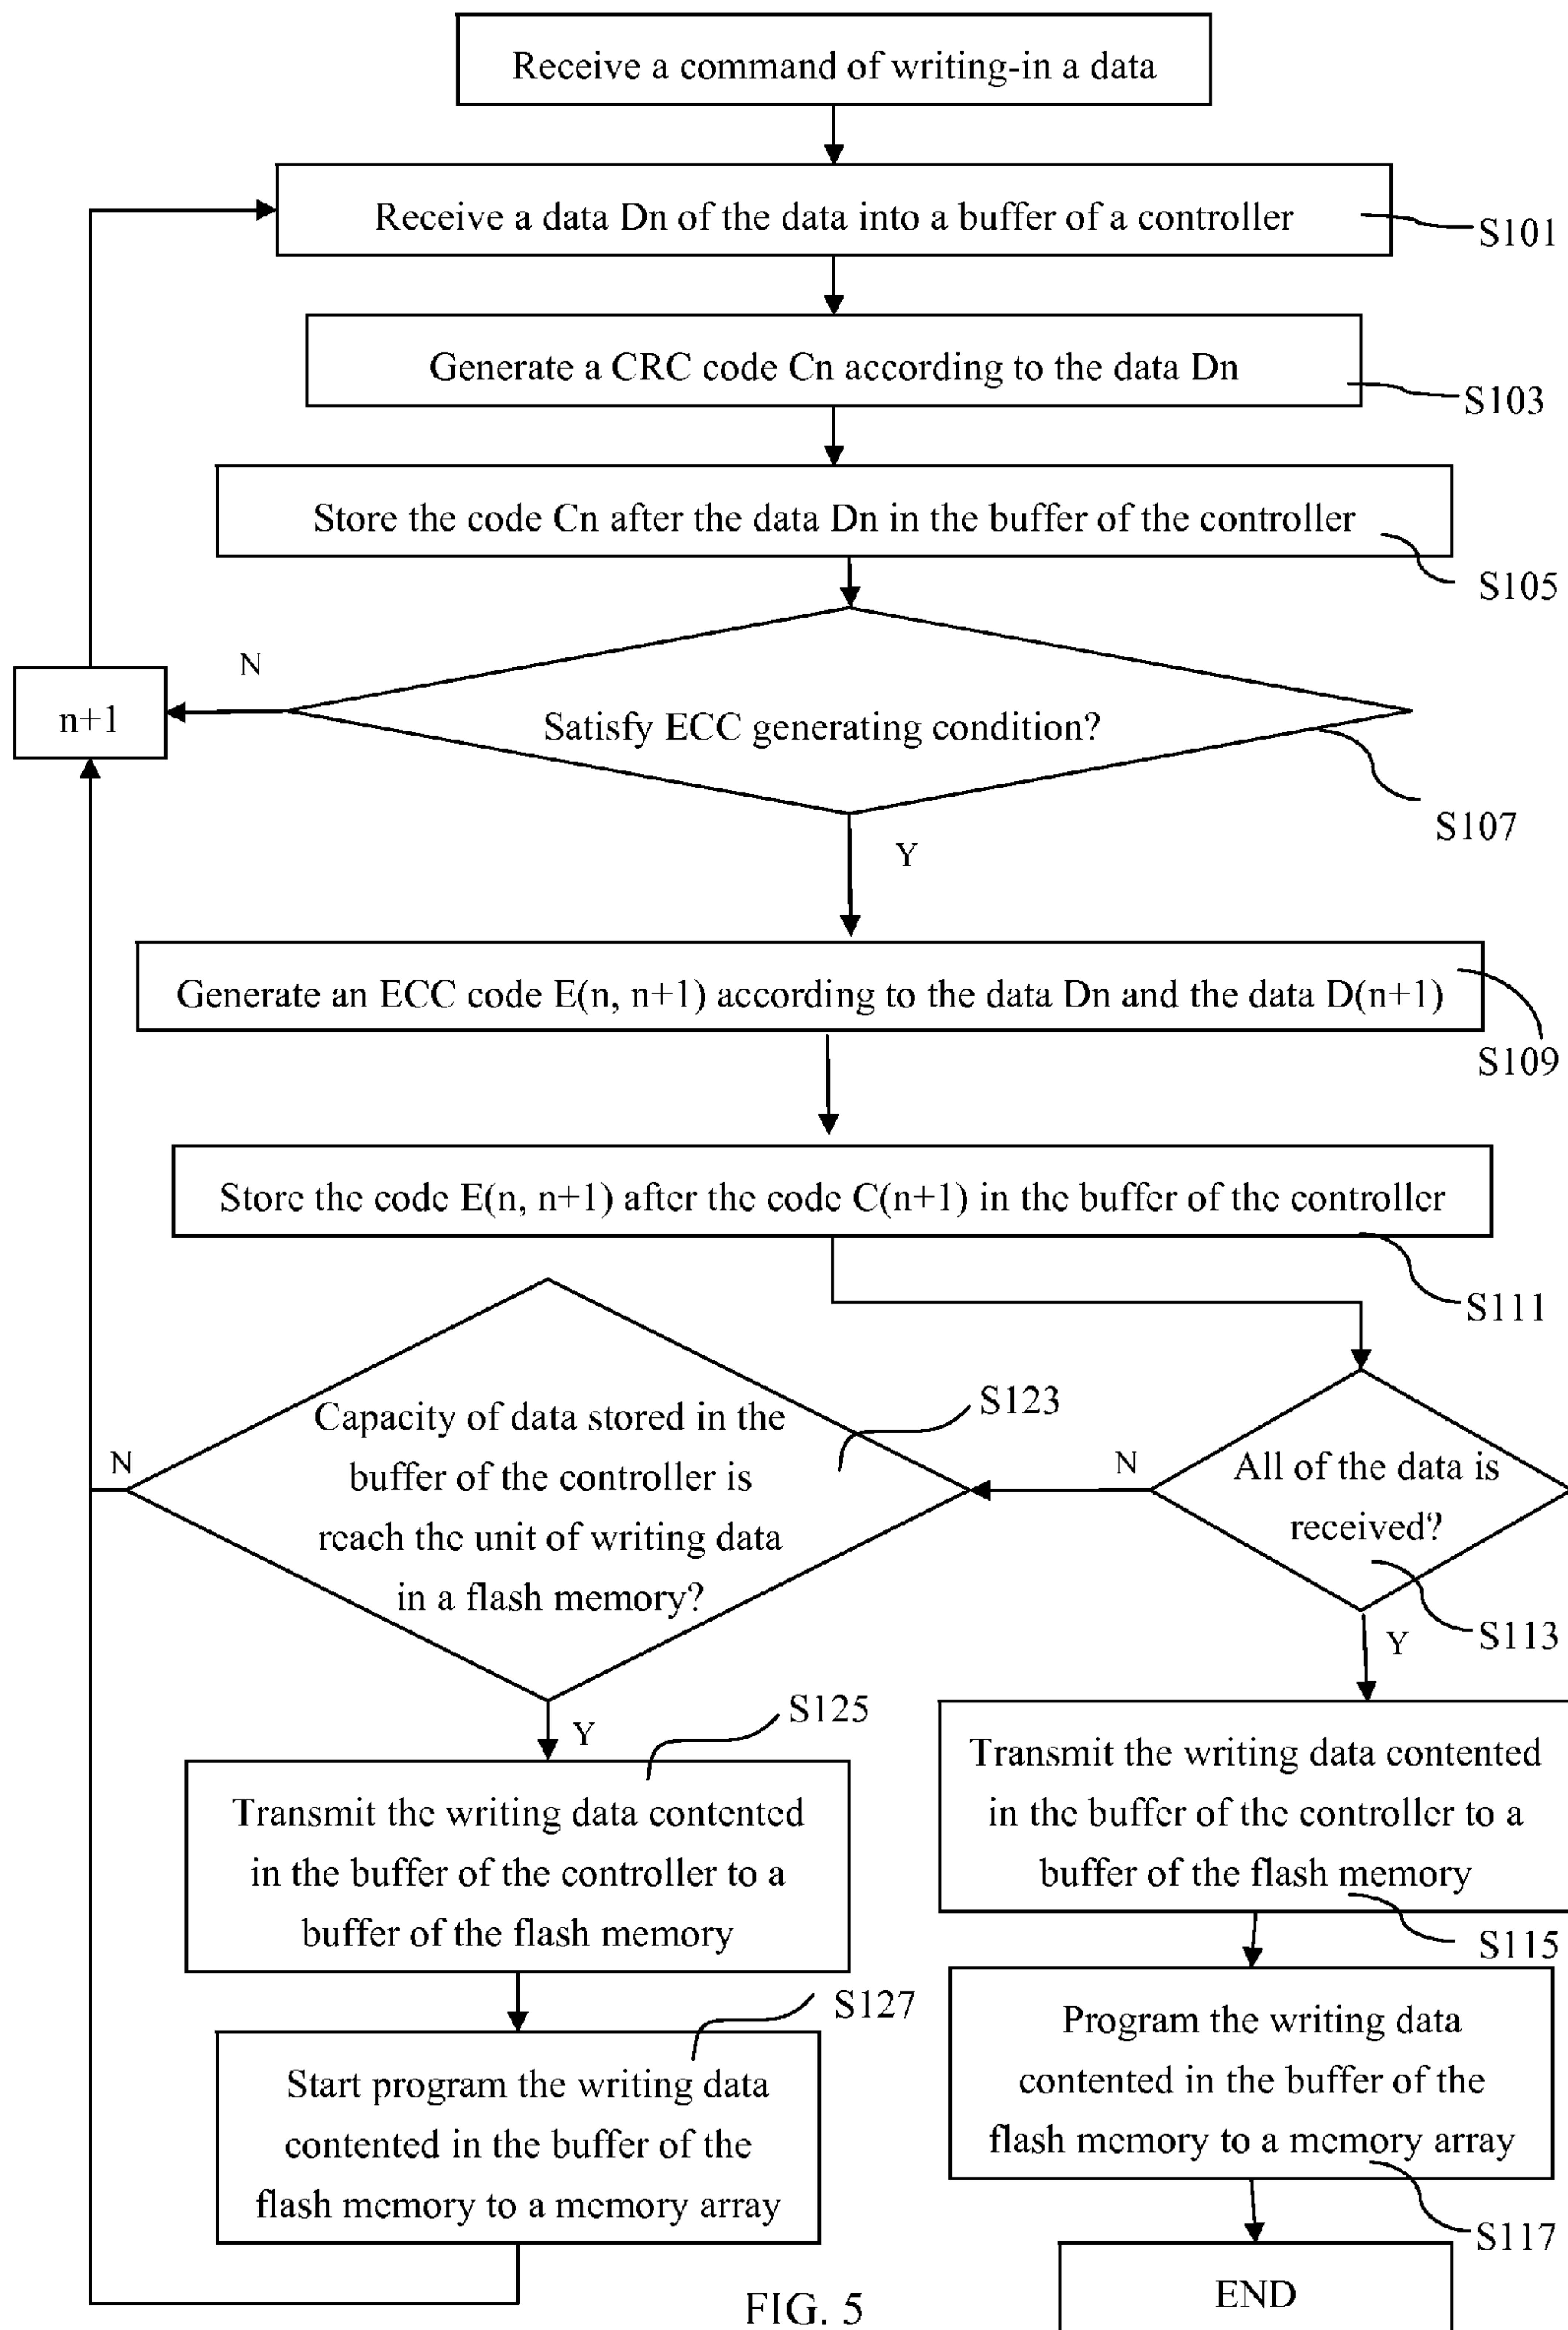 Receive a command of writing-in a data
Receive a data Dn of the data into a buffer of a controller
S101
Generate a CRC code Cn according to the data Dn
S103
Store the code Cn after the data Dn in the buffer of the controller
S105
N
n+1
Satisfy ECC generating condition?
S107
Y
Generate an ECC code E(n, n+1) according to the data Dn and the data D(n+1)
S109
Store the code E(n, n+1) after the code C(n+1) in the buffer of the controller
S111
Capacity of data stored in the
buffer of the controller is
reach the unit of writing data
in a flash memory?
S123
N
N
All of the data is
received?
S113
Y
Y
S125
Transmit the writing data contented
in the buffer of the controller to a
buffer of the flash memory
Transmit the writing data contented
in the buffer of the controller to a
buffer of the flash memory
S115
S127
Start program the writing data
contented in the buffer of the
flash memory to a memory array
Program the writing data
contented in the buffer of the
flash memory to a memory array
S117
END
FIG. 5